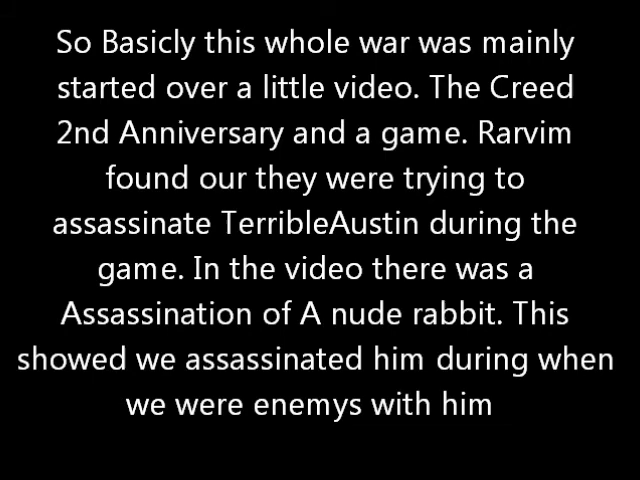 So Basicly this whole war was mainly
started over a little video. The Creed
2nd Anniversary and a game. Rarvim
found our they were trying to
assassinate TerribleAustin during the
game. In the video there was a
Assassination of A nude rabbit. This
showed we assassinated him during when
we were enemys with him